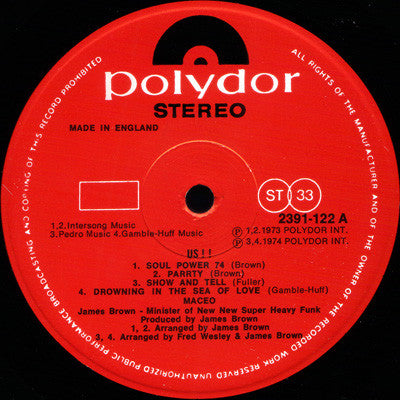 polydor
STEREO
MADE IN ENGLAND
ALL RIGHTS OF THE MANUFACTURER AND OF THE OWNER OF THE RECORDED WORK RESERVED UNAUTHORIZED PUBLIC PERFORMANCE BROADCASTING AND COPYING OF THIS RECORD PROHIBITED
ST 33
2391-122 A
1,2.Intersong Music
3 Pedro Music 4.Gamble-Huff Music
Ⓟ 1,2.1973 POLYDOR INT.
Ⓟ 3,4.1974 POLYDOR INT.
US!!
1. SOUL POWER 74 (Brown)
2. PARRTY (Brown)
3. SHOW AND TELL (Fuller)
4. DROWNING IN THE SEA OF LOVE (Gamble-Huff)
MACEO
James Brown - Minister of New New Super Heavy Funk
Produced by James Brown
1, 2. Arranged by James Brown
3, 4. Arranged by Fred Wesley & James Brown